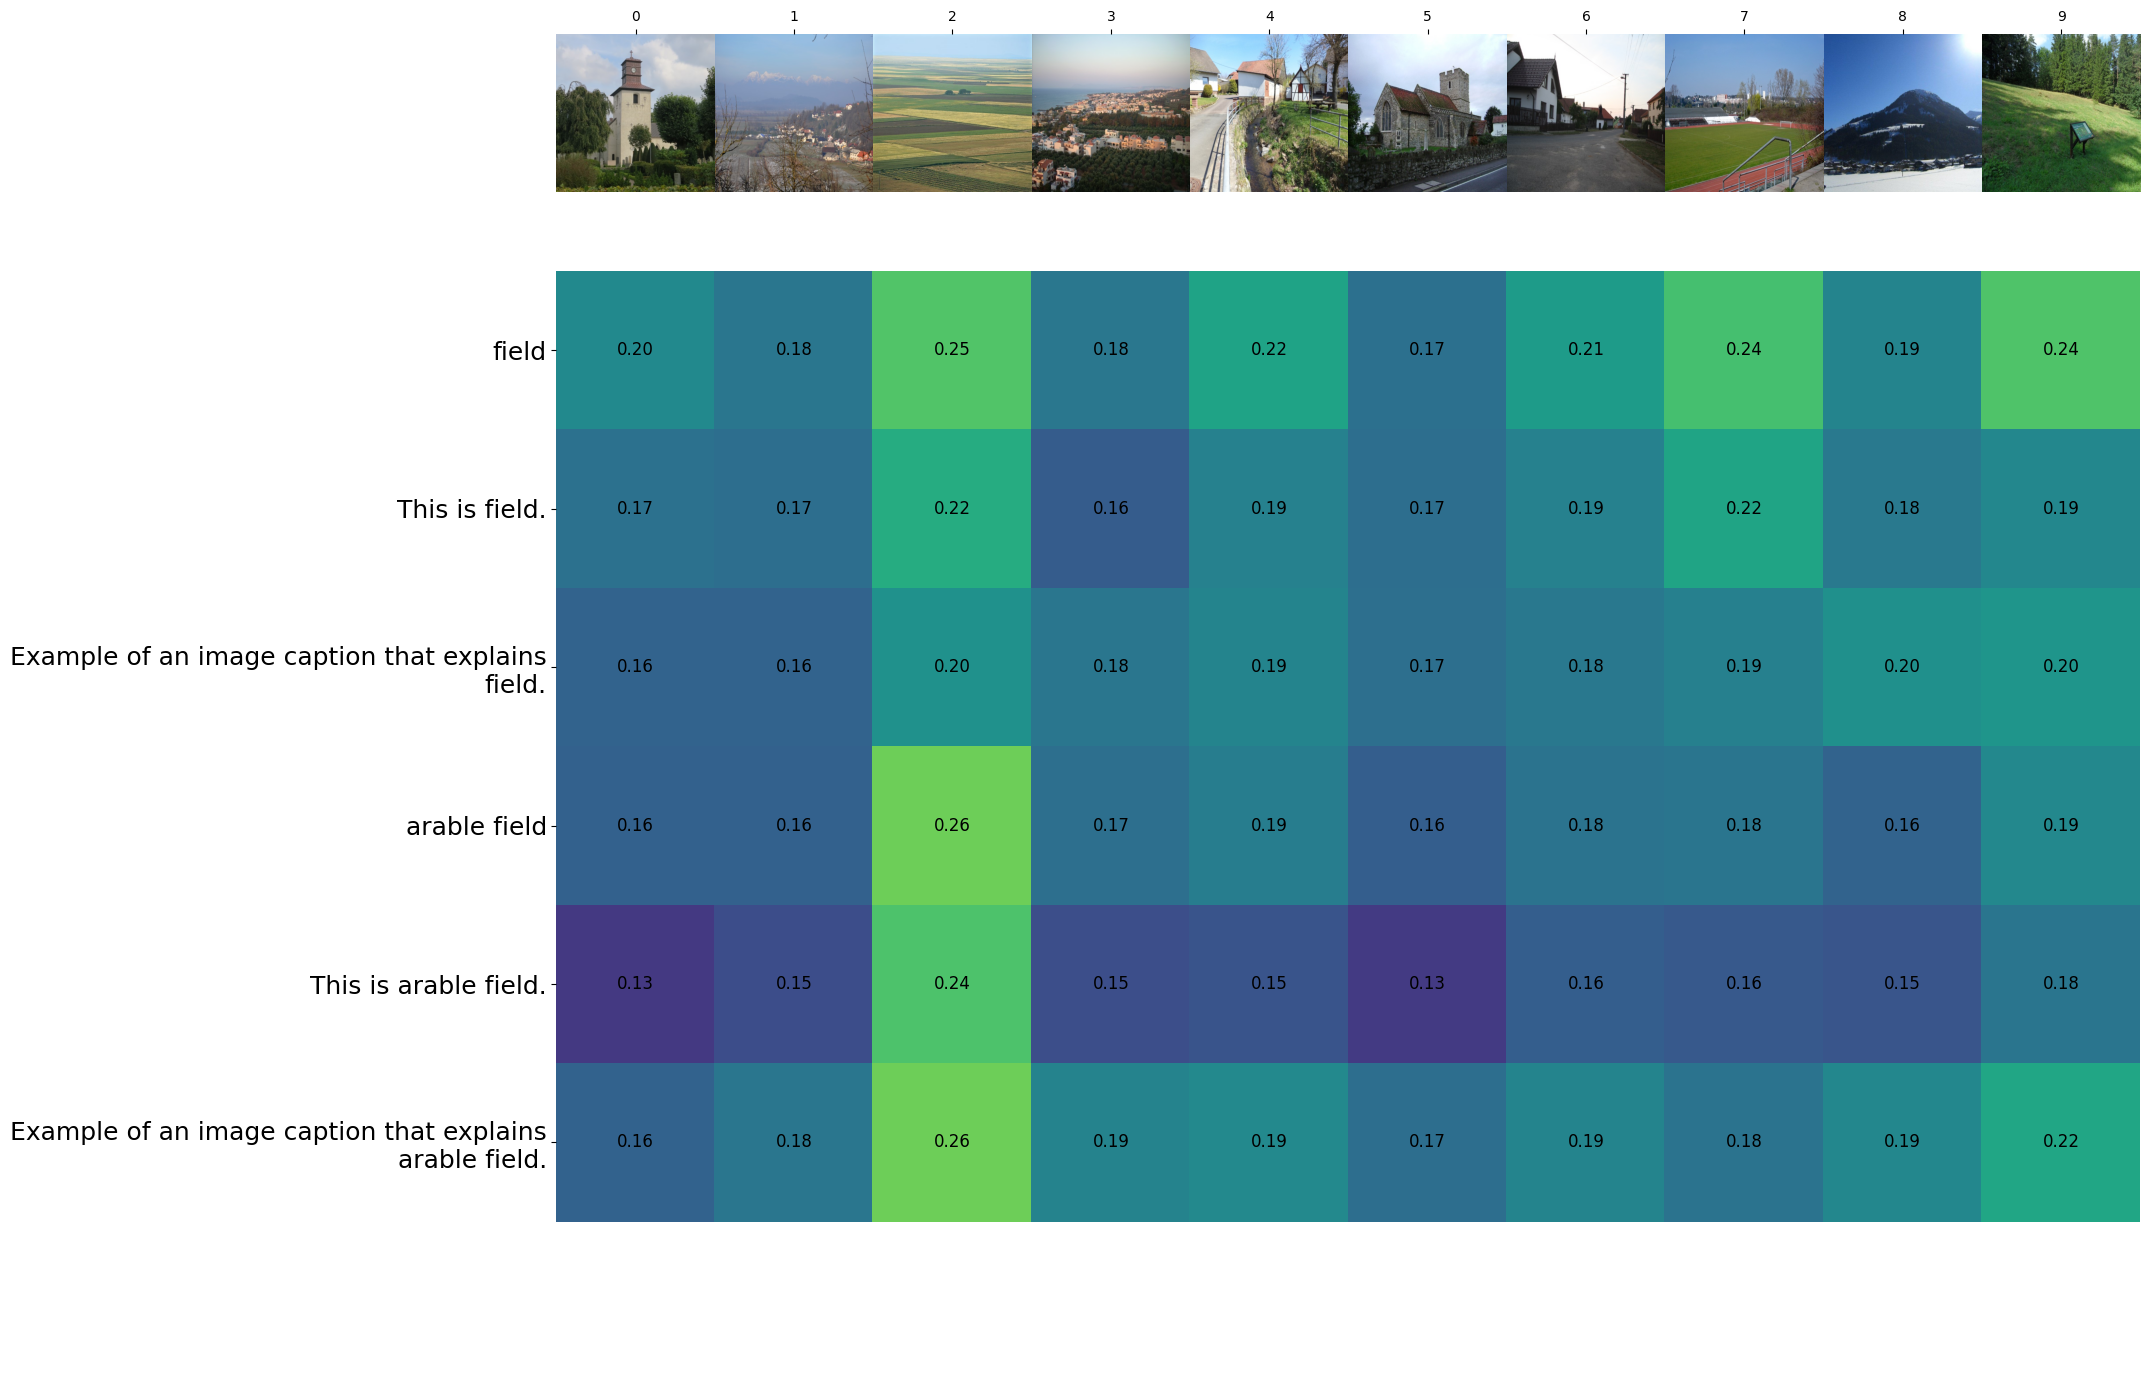 0 1 2 3 4 5 6 7 8 9
field 0.20 0.18 0.25 0.18 0.22 0.17 0.21 0.24 0.19 0.24
This is field. 0.17 0.17 0.22 0.16 0.19 0.17 0.19 0.22 0.18 0.19
Example of an image caption that explains
field. 0.16 0.16 0.20 0.18 0.19 0.17 0.18 0.19 0.20 0.20
arable field 0.16 0.16 0.26 0.17 0.19 0.16 0.18 0.18 0.16 0.19
This is arable field. 0.13 0.15 0.24 0.15 0.15 0.13 0.16 0.16 0.15 0.18
Example of an image caption that explains
arable field. 0.16 0.18 0.26 0.19 0.19 0.17 0.19 0.18 0.19 0.22